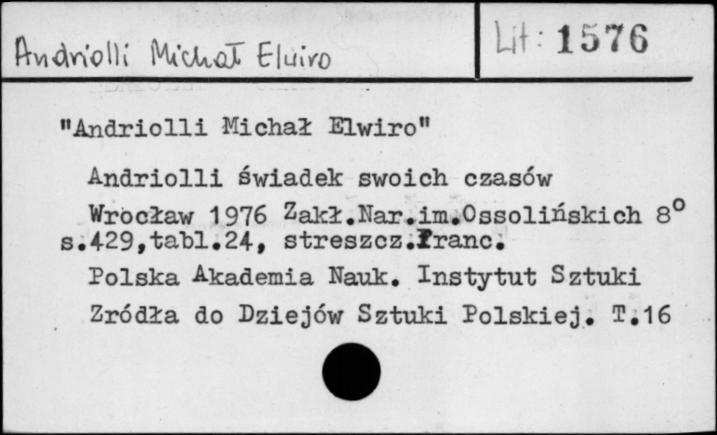 Andriolli Michał Elwiro
Lit: 1576
"Andriolli Michał Elwiro"
Andriolli świadek swoich czasów
Wrocław 1976 Zakł.Nar.im.Ossolińskich 8°
s.429,tabl.24, streszcz.franc.
Polska Akademia Nauk. Instytut Sztuki
Zródła do Dziejów Sztuki Polskiej. T.16